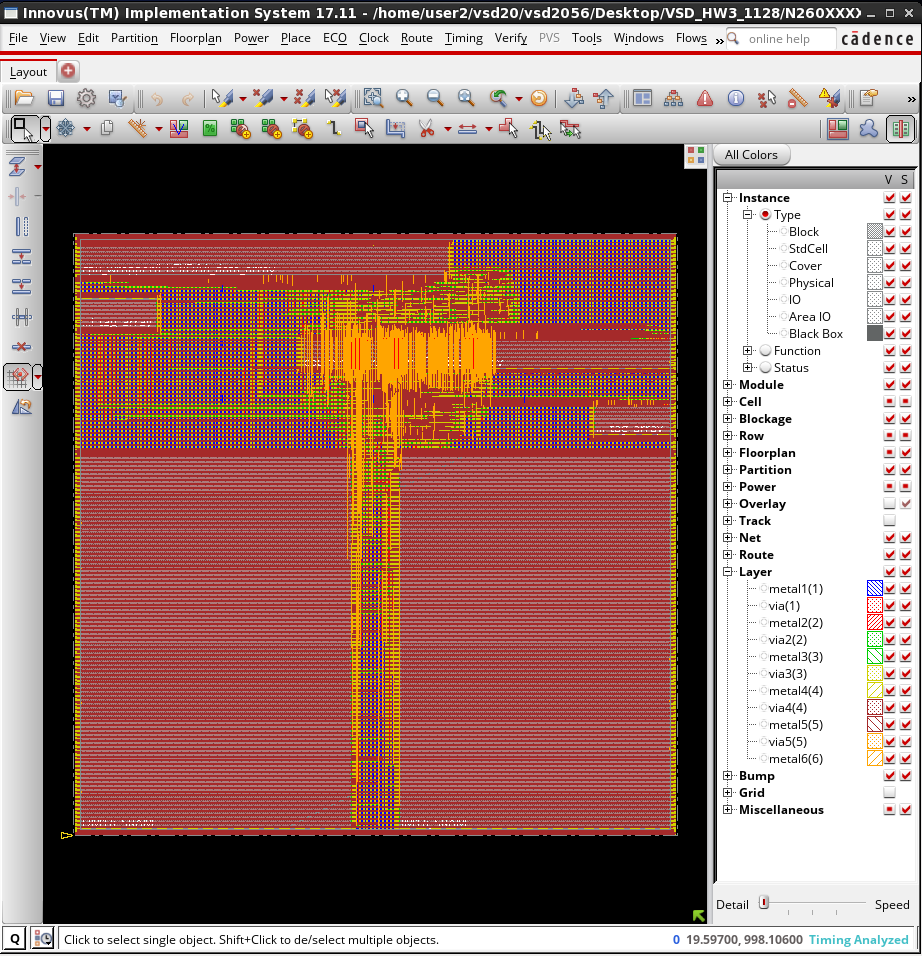 Innovus(TM) Implementation System 17.11 - /home/user2/vsd20/vsd2056/Desktop/VSD_HW3_1128/N260XXXX
File View Edit Partition Floorplan Power Place ECO Clock Route Timing Verify PVS Tools Windows Flows » online help cādence
Layout
»
All Colors
V S
Instance
Type
Block
StdCell
Cover
Physical
IO
Area IO
Black Box
Function
Status
Module
Cell
Blockage
Row
Floorplan
Partition
Power
Overlay
Track
Net
Route
Layer
metal1(1)
via(1)
metal2(2)
via2(2)
metal3(3)
via3(3)
metal4(4)
via4(4)
metal5(5)
via5(5)
metal6(6)
Bump
Grid
Miscellaneous
Detail Speed
Q Click to select single object. Shift+Click to de/select multiple objects. 0 19.59700, 998.10600 Timing Analyzed